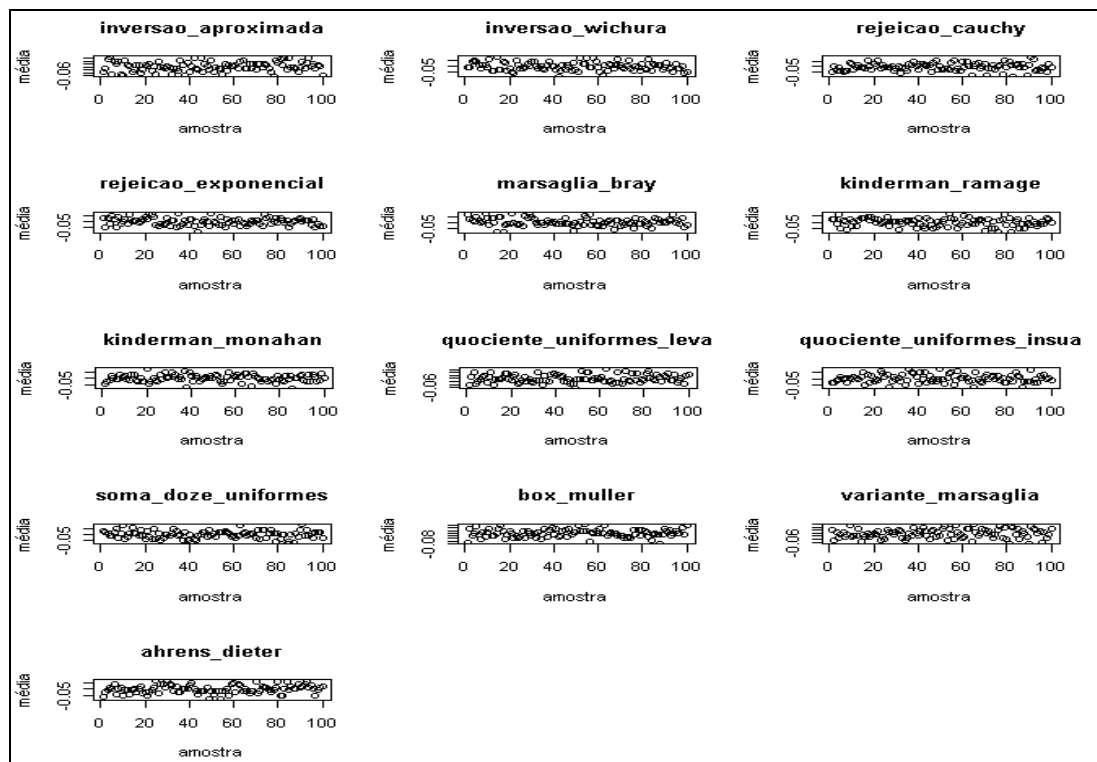 inversao_aproximada
média
-0.06
0 20 40 60 80 100
amostra
inversão_wichura
média
-0.05
0 20 40 60 80 100
amostra
rejeicao_cauchy
média
-0.05
0 20 40 60 80 100
amostra
rejeicao_exponencial
média
-0.05
0 20 40 60 80 100
amostra
marsaglia_bray
média
-0.05
0 20 40 60 80 100
amostra
kinderman_ramage
média
-0.05
0 20 40 60 80 100
amostra
kinderman_monahan
média
-0.05
0 20 40 60 80 100
amostra
quociente_uniformes_leva
média
-0.06
0 20 40 60 80 100
amostra
quociente_uniformes_insua
média
-0.05
0 20 40 60 80 100
amostra
soma_doze_uniformes
média
-0.05
0 20 40 60 80 100
amostra
box_muller
média
-0.08
0 20 40 60 80 100
amostra
variante_marsaglia
média
-0.06
0 20 40 60 80 100
amostra
ahrens_dieter
média
-0.05
0 20 40 60 80 100
amostra